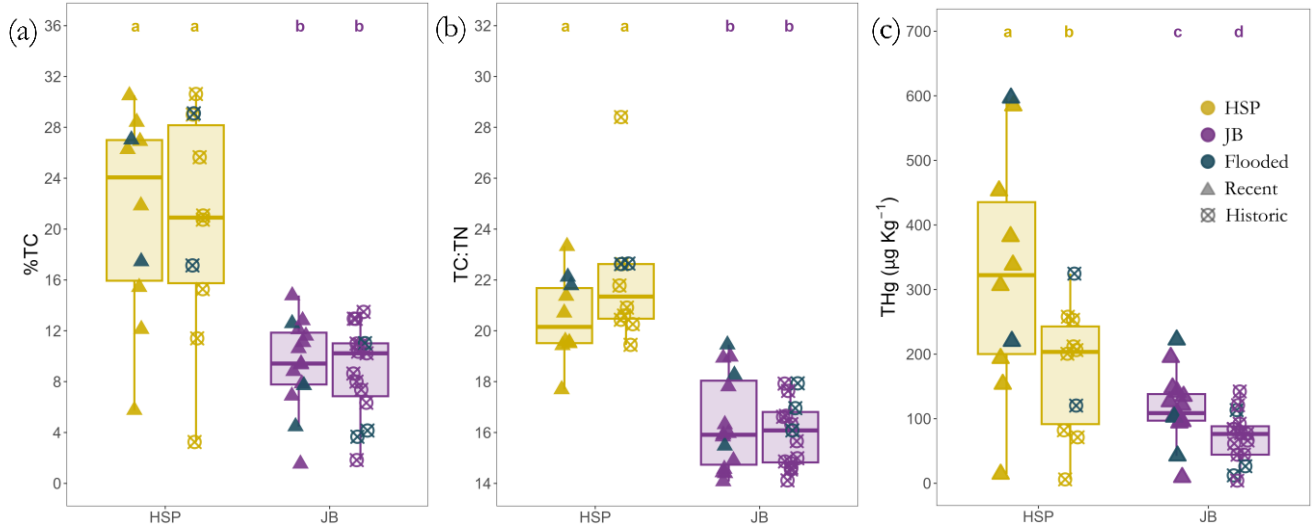 (a)
a a b b
36
32
28
24
20
16
12
8
4
0
%TC
HSP JB
(b)
a a b b
32
30
28
26
24
22
20
18
16
14
TC:TN
HSP JB
(c)
a b c d
700
600
500
400
300
200
100
0
THg (µg Kg⁻¹)
HSP JB
HSP
JB
Flooded
Recent
Historic